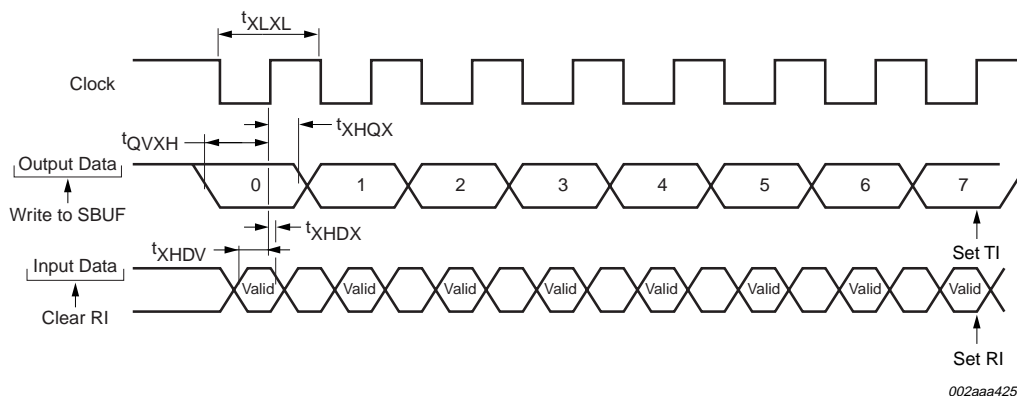 tXLXL
Clock
tXHQX
tQVXH
Output Data
0 1 2 3 4 5 6 7
Write to SBUF
tXHDX
tXHDV
Set TI
Input Data
Valid Valid Valid Valid Valid Valid Valid Valid
Clear RI
Set RI
002aaa425